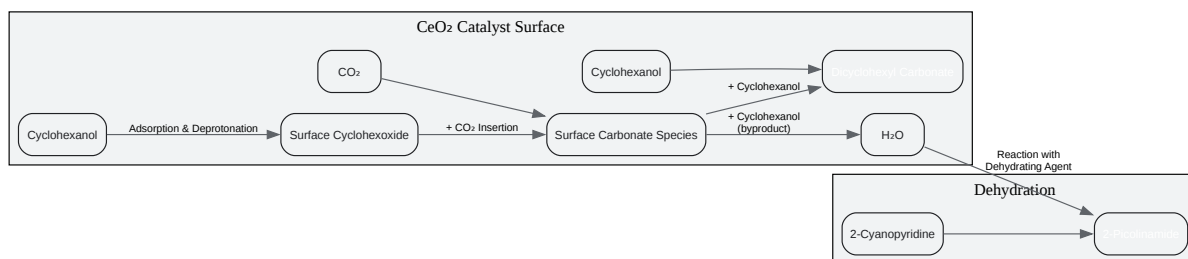 CeO₂ Catalyst Surface
CO₂
Cyclohexanol
Dicyclohexyl Carbonate
+ Cyclohexanol
Cyclohexanol
Adsorption & Deprotonation
Surface Cyclohexoxide
+ CO₂ Insertion
Surface Carbonate Species
+ Cyclohexanol
(byproduct)
H₂O
Reaction with
Dehydrating Agent
Dehydration
2-Cyanopyridine
2-Picolinamide